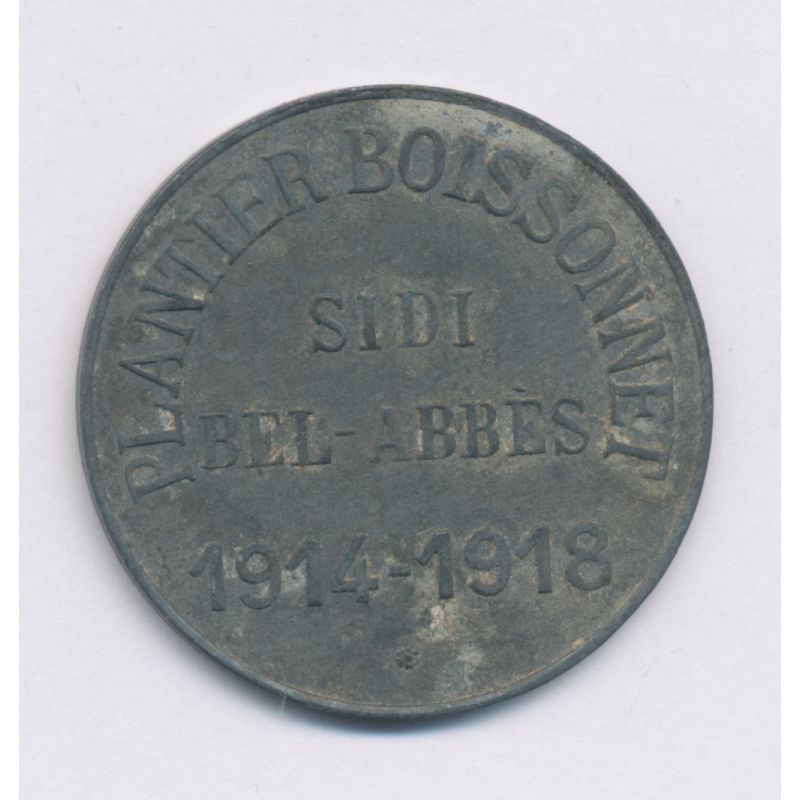 PLANTIER BOISSONNET
SIDI
BEL-ABBÈS
1914-1918